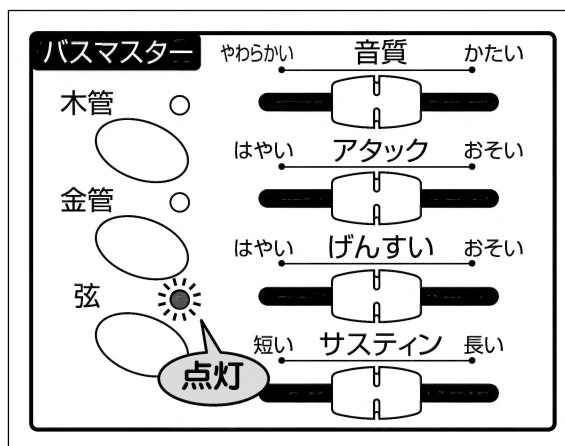 バスマスター
木管
金管
弦
点灯
やわらかい 音質 かたい
はやい アタック おそい
はやい げんすい おそい
短い サスティン 長い